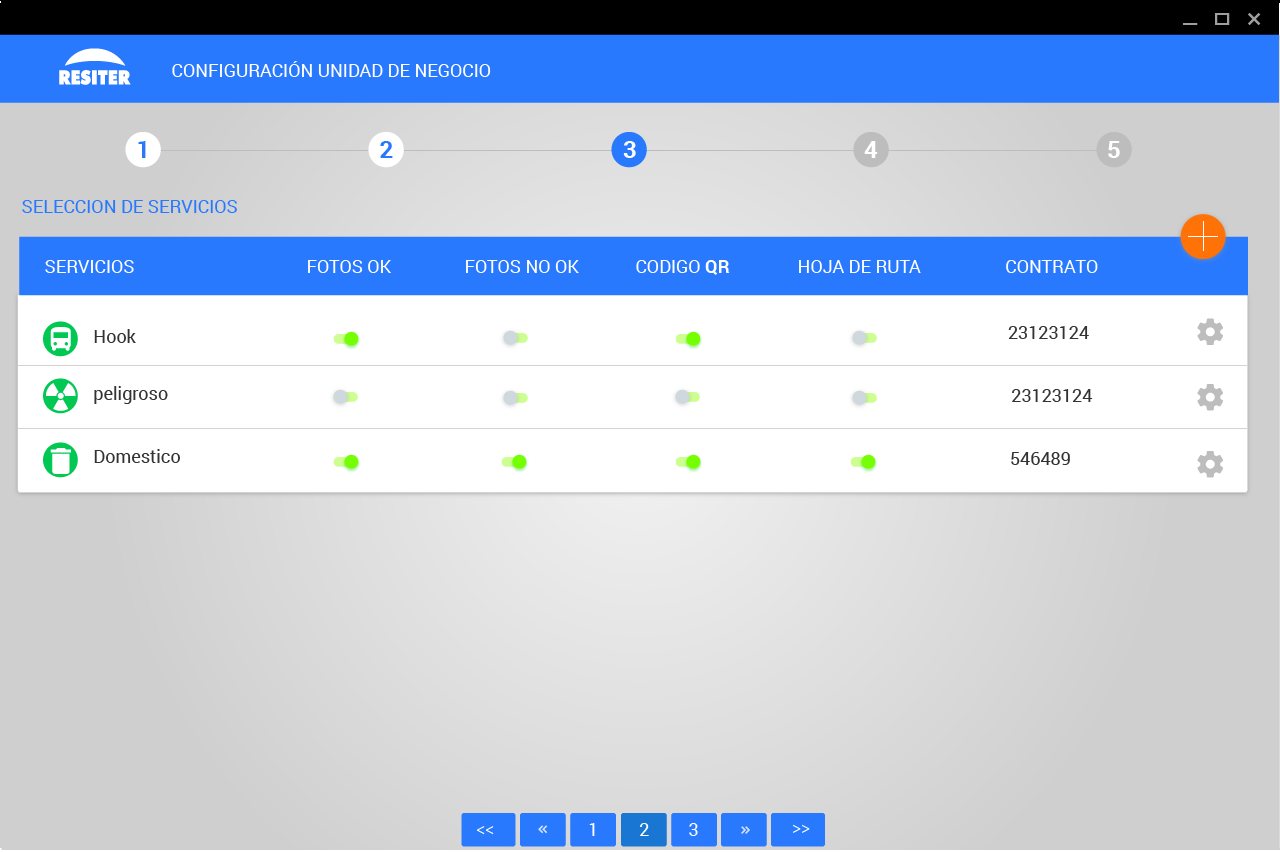 RESITER
CONFIGURACIÓN UNIDAD DE NEGOCIO
1 2 3 4 5
SELECCION DE SERVICIOS
SERVICIOS FOTOS OK FOTOS NO OK CODIGO QR HOJA DE RUTA CONTRATO
Hook 23123124
peligroso 23123124
Domestico 546489
<< « 1 2 3 » >>